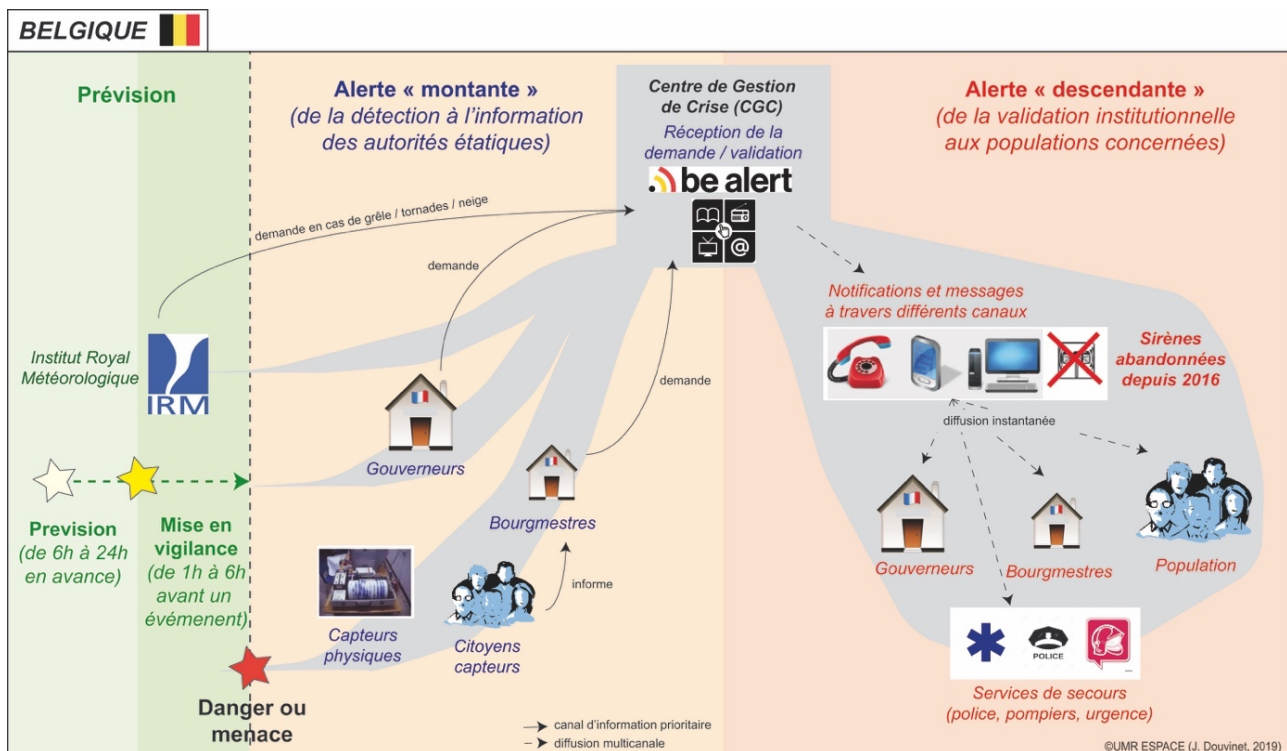 BELGIQUE
Prévision
Alerte « montante »
(de la détection à l'information
des autorités étatiques)
Centre de Gestion
de Crise (CGC)
Réception de la
demande / validation
be alert
@
Alerte « descendante »
(de la validation institutionnelle
aux populations concernées)
demande en cas de grêle / tornades / neige
demande
Institut Royal
Météorologique
IRM
Gouverneurs
demande
Bourgmestres
informe
Capteurs
physiques
Citoyens
capteurs
Prevision
(de 6h à 24h
en avance)
Mise en
vigilance
(de 1h à 6h
avant un
événement)
Danger ou
menace
canal d'information prioritaire
diffusion multicanale
Notifications et messages
à travers différents canaux
Sirènes
abandonnées
depuis 2016
diffusion instantanée
Gouverneurs
Bourgmestres
Population
POLICE
Services de secours
(police, pompiers, urgence)
©UMR ESPACE (J. Douvinet, 2019)